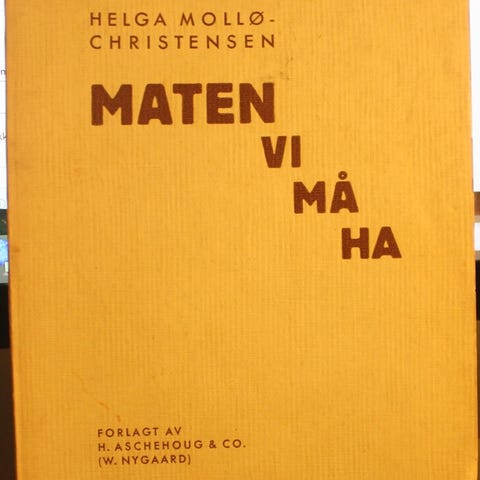 HELGA MOLLØ-
CHRISTENSEN
MATEN
VI
MÅ
HA
FORLAGT AV
H. ASCHEHOUG & CO.
(W. NYGAARD)